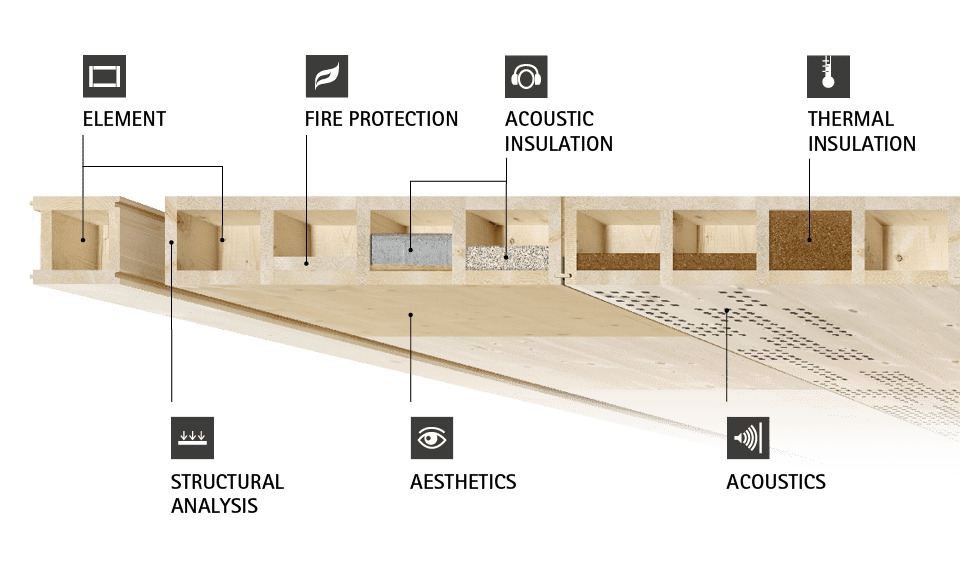 ELEMENT
FIRE PROTECTION
ACOUSTIC
INSULATION
THERMAL
INSULATION
STRUCTURAL
ANALYSIS
AESTHETICS
ACOUSTICS